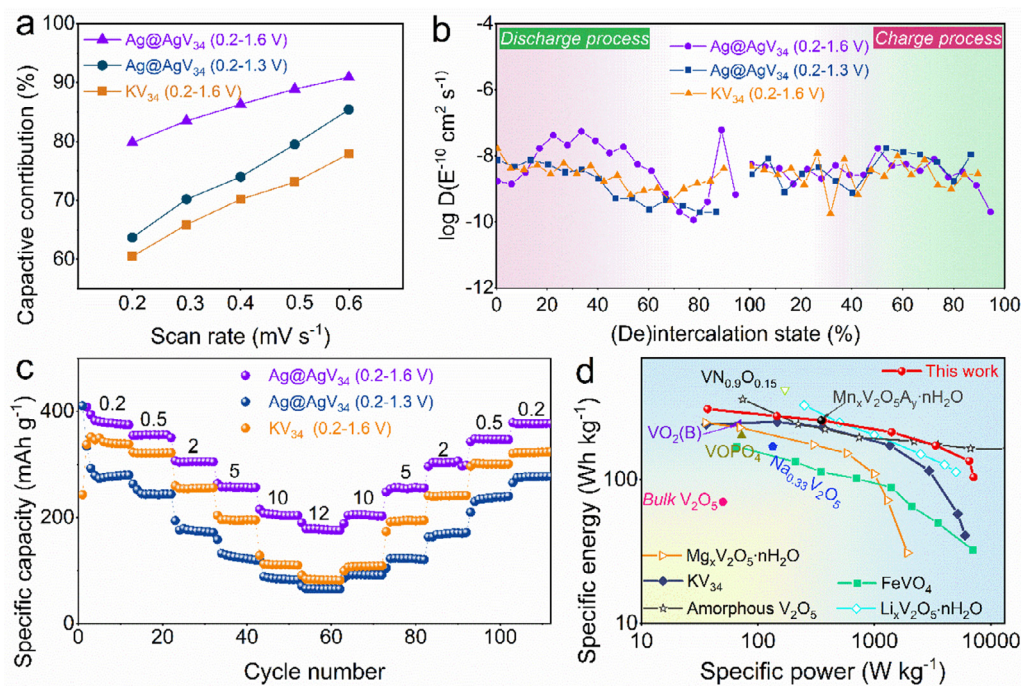 a
100
90
80
70
60
Capactive conrtibution (%)
Ag@AgV34 (0.2-1.6 V)
Ag@AgV34 (0.2-1.3 V)
KV34 (0.2-1.6 V)
0.2 0.3 0.4 0.5 0.6
Scan rate (mV s-1)
b
-4
-6
-8
-10
-12
log D(E-10 cm2 s-1)
Discharge process
Charge process
Ag@AgV34 (0.2-1.6 V)
Ag@AgV34 (0.2-1.3 V)
KV34 (0.2-1.6 V)
0 20 40 60 80 100 20 40 60 80 100
(De)intercalation state (%)
c
400
200
0
Specific capacity (mAh g-1)
Ag@AgV34 (0.2-1.6 V)
Ag@AgV34 (0.2-1.3 V)
KV34 (0.2-1.6 V)
0.2 0.5 2 5 10 12 10 5 2 0.5 0.2
0 20 40 60 80 100
Cycle number
d
100
10
Specific energy (Wh kg-1)
This work
VN0.9O0.15
MnxV2O5Ay·nH2O
VO2(B)
VOPO4
Na0.33V2O5
Bulk V2O5
MgxV2O5·nH2O
KV34
FeVO4
Amorphous V2O5
LixV2O5·nH2O
10 100 1000 10000
Specific power (W kg-1)